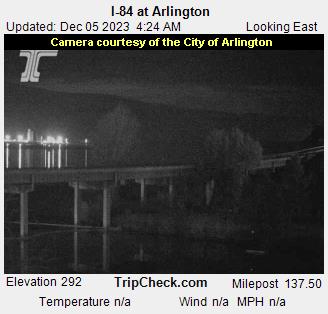 I-84 at Arlington
Updated: Dec 05 2023 4:24 AM Looking East
Camera courtesy of the City of Arlington
Elevation 292 TripCheck.com Milepost 137.50
Temperature n/a Wind n/a MPH n/a